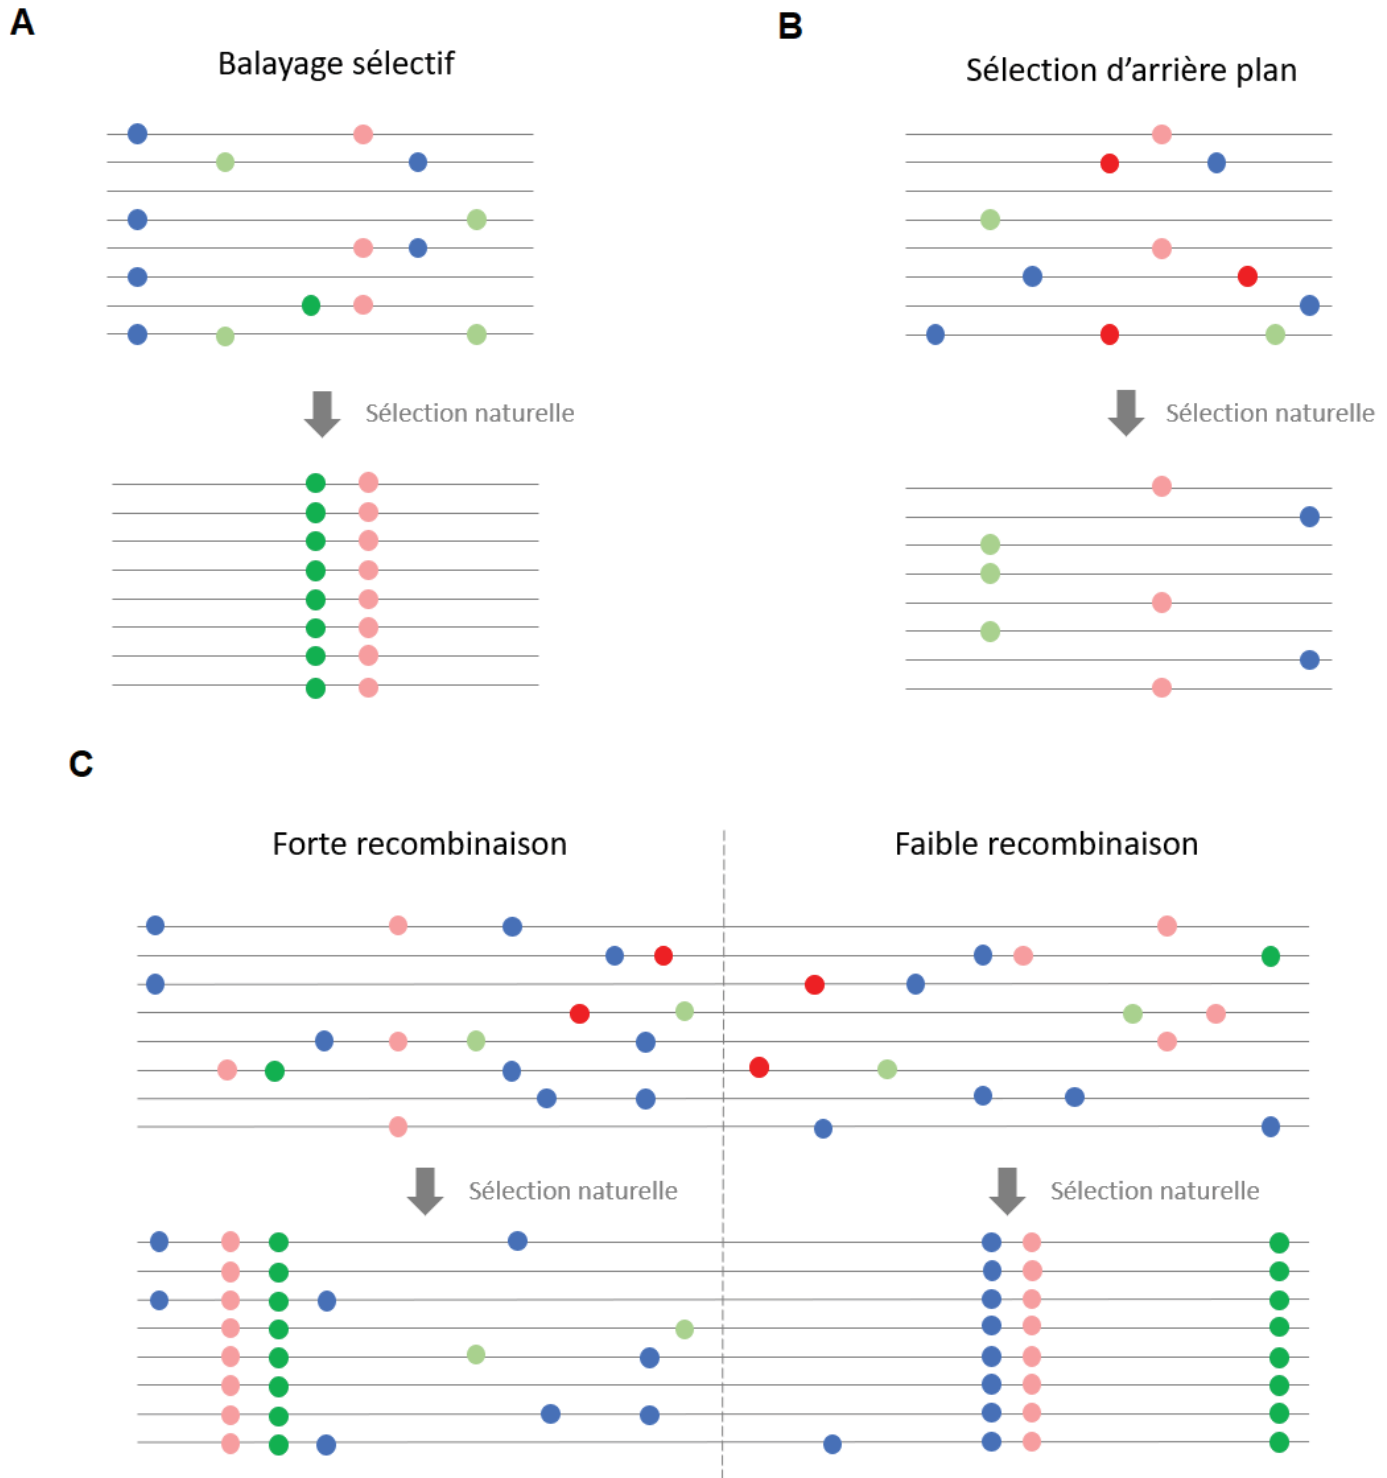 A
Balayage sélectif
Sélection naturelle
B
Sélection d'arrière plan
Sélection naturelle
C
Forte recombinaison
Faible recombinaison
Sélection naturelle
Sélection naturelle